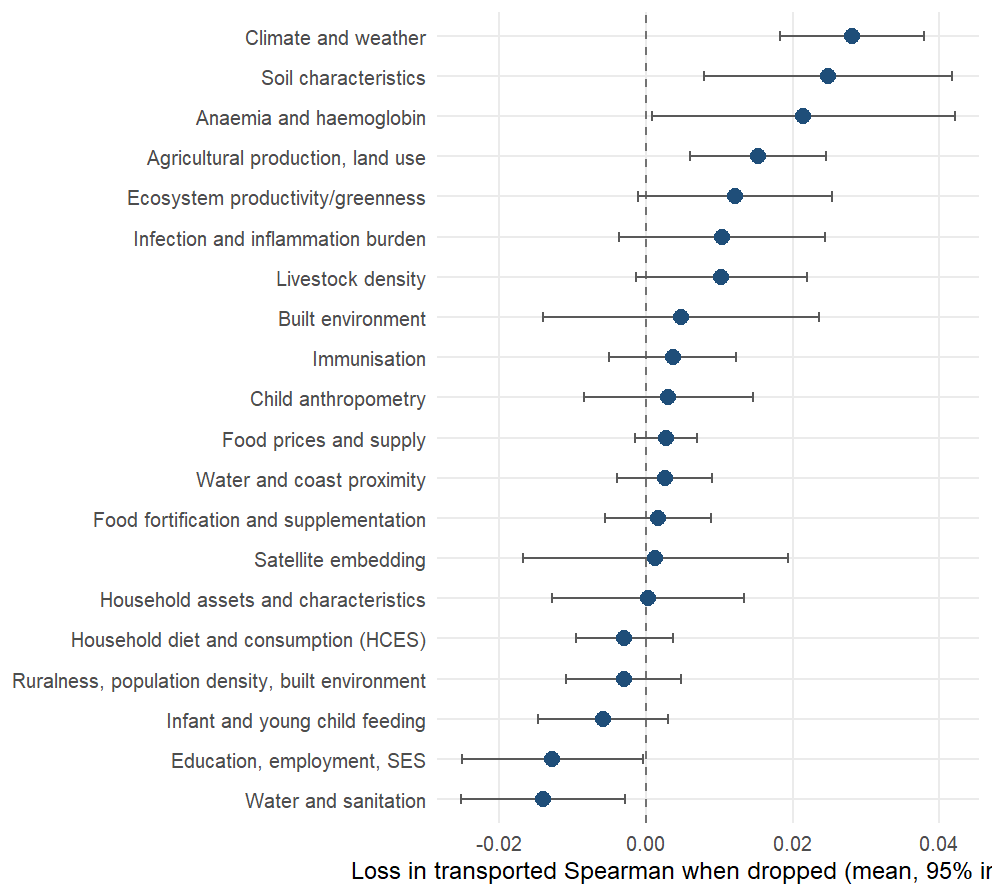 Climate and weather
Soil characteristics
Anaemia and haemoglobin
Agricultural production, land use
Ecosystem productivity/greenness
Infection and inflammation burden
Livestock density
Built environment
Immunisation
Child anthropometry
Food prices and supply
Water and coast proximity
Food fortification and supplementation
Satellite embedding
Household assets and characteristics
Household diet and consumption (HCES)
Ruralness, population density, built environment
Infant and young child feeding
Education, employment, SES
Water and sanitation
-0.02 0.00 0.02 0.04
Loss in transported Spearman when dropped (mean, 95%